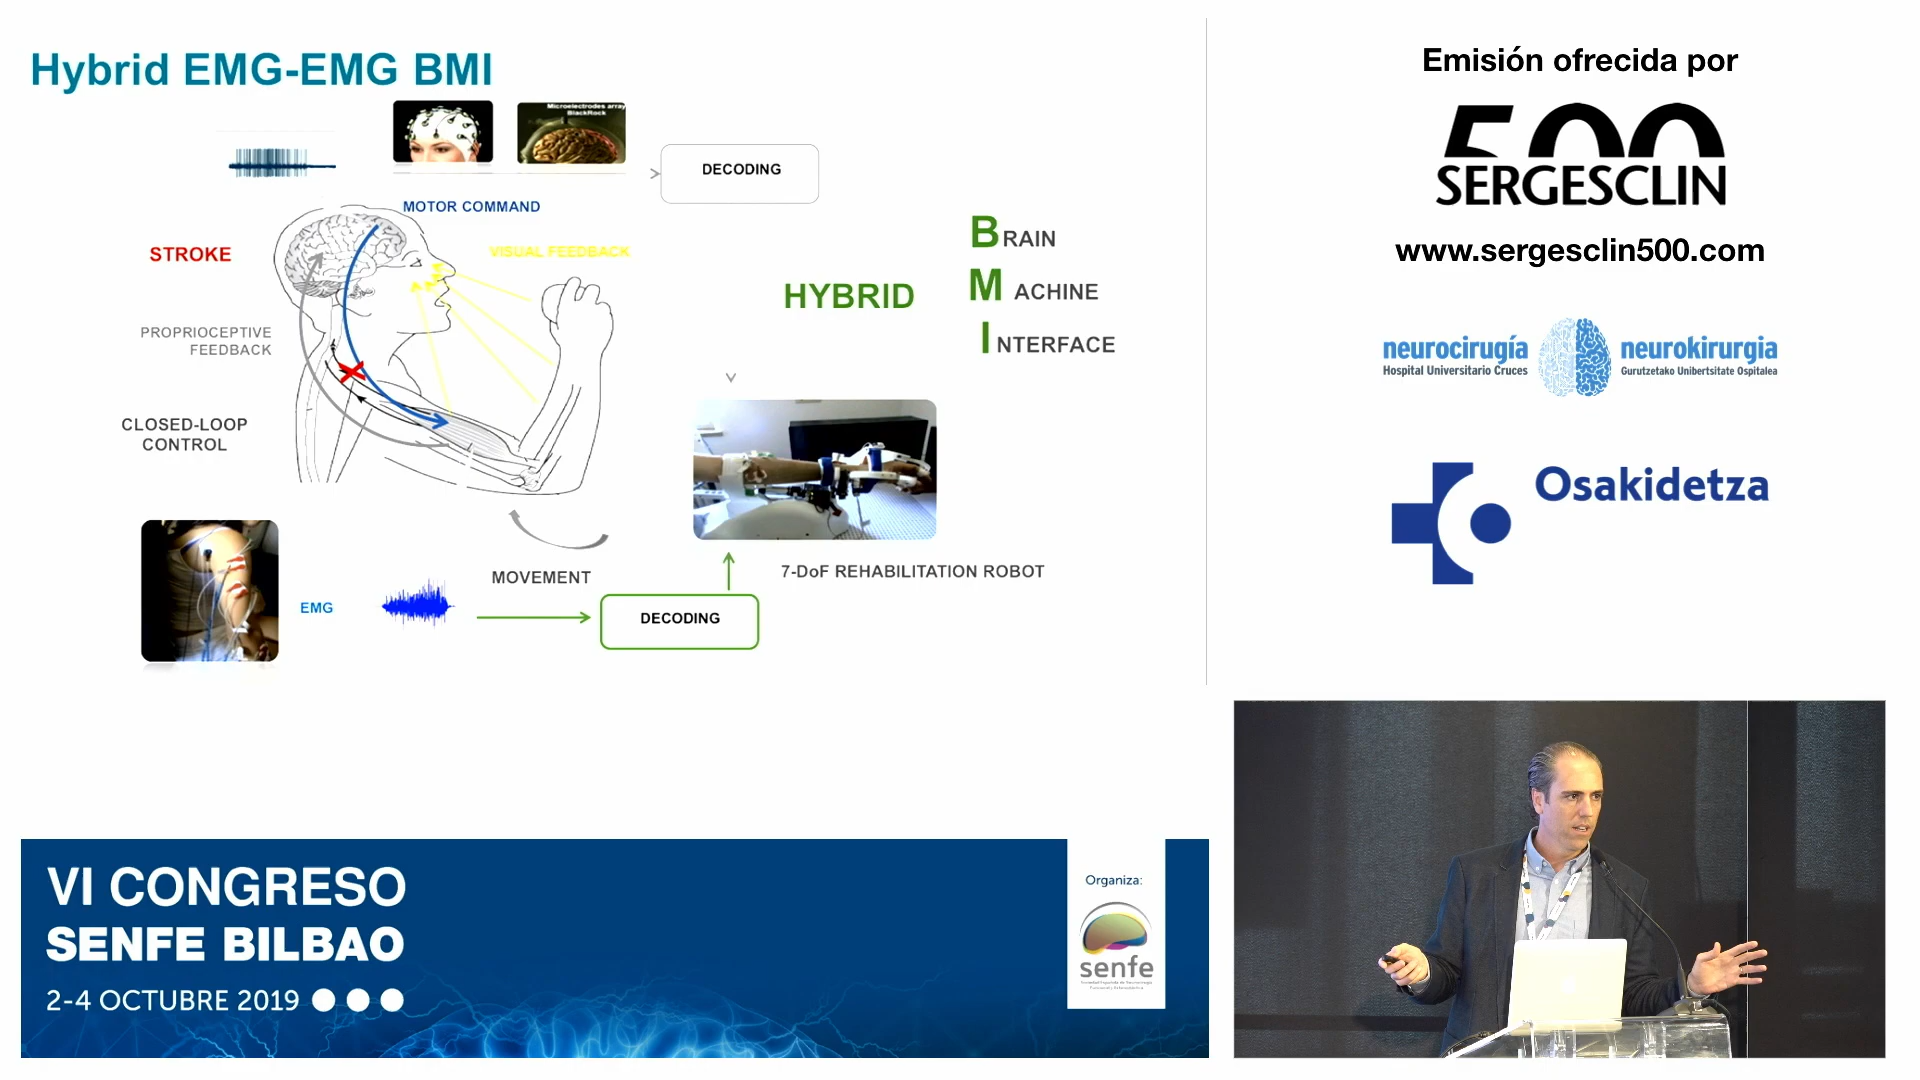 Hybrid EMG-EMG BMI
Microelectrodes array
BlackRock
DECODING
MOTOR COMMAND
STROKE
VISUAL FEEDBACK
PROPRIOCEPTIVE
FEEDBACK
CLOSED-LOOP
CONTROL
HYBRID
BRAIN
MACHINE
INTERFACE
MOVEMENT
7-DoF REHABILITATION ROBOT
EMG
DECODING
Emisión ofrecida por
500
SERGESCLIN
www.sergesclin500.com
neurocirugía
Hospital Universitario Cruces
neurokirurgia
Gurutzetako Unibertsitate Ospitalea
Osakidetza
VI CONGRESO
SENFE BILBAO
2-4 OCTUBRE 2019
Organiza:
senfe